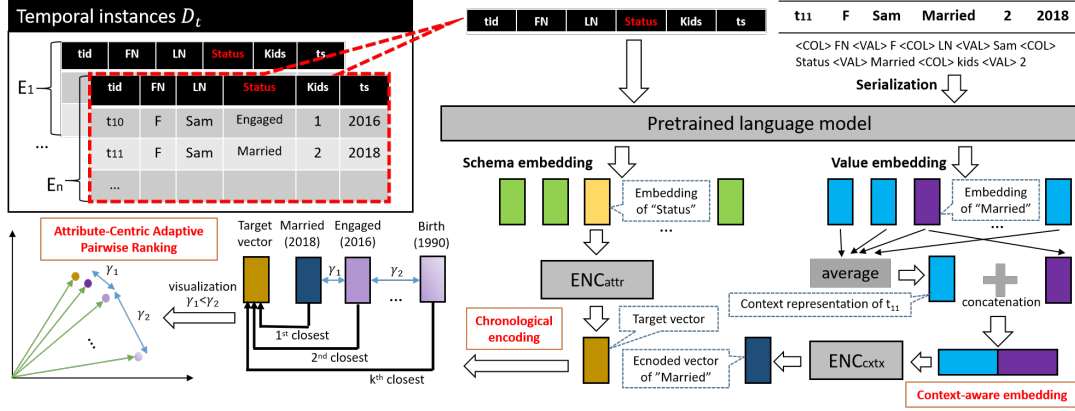 Temporal instances Dt
tid FN LN Status Kids ts
E1
tid FN LN Status Kids ts
t10 F Sam Engaged 1 2016
t11 F Sam Married 2 2018
...
...
En
tid FN LN Status Kids ts
t11 F Sam Married 2 2018
<COL> FN <VAL> F <COL> LN <VAL> Sam <COL>
Status <VAL> Married <COL> kids <VAL> 2
Serialization
Pretrained language model
Schema embedding
Value embedding
Embedding
of "Status"
...
Embedding
of "Married"
...
ENCattr
average
Context representation of t11
concatenation
Target vector
Ecnoded vector
of "Married"
ENCcxtx
Context-aware embedding
Chronological
encoding
Target
vector
Married
(2018)
Engaged
(2016)
Birth
(1990)
γ1
γ2
...
1st closest
2nd closest
kth closest
visualization
γ1<γ2
Attribute-Centric Adaptive
Pairwise Ranking
γ1
γ2
...